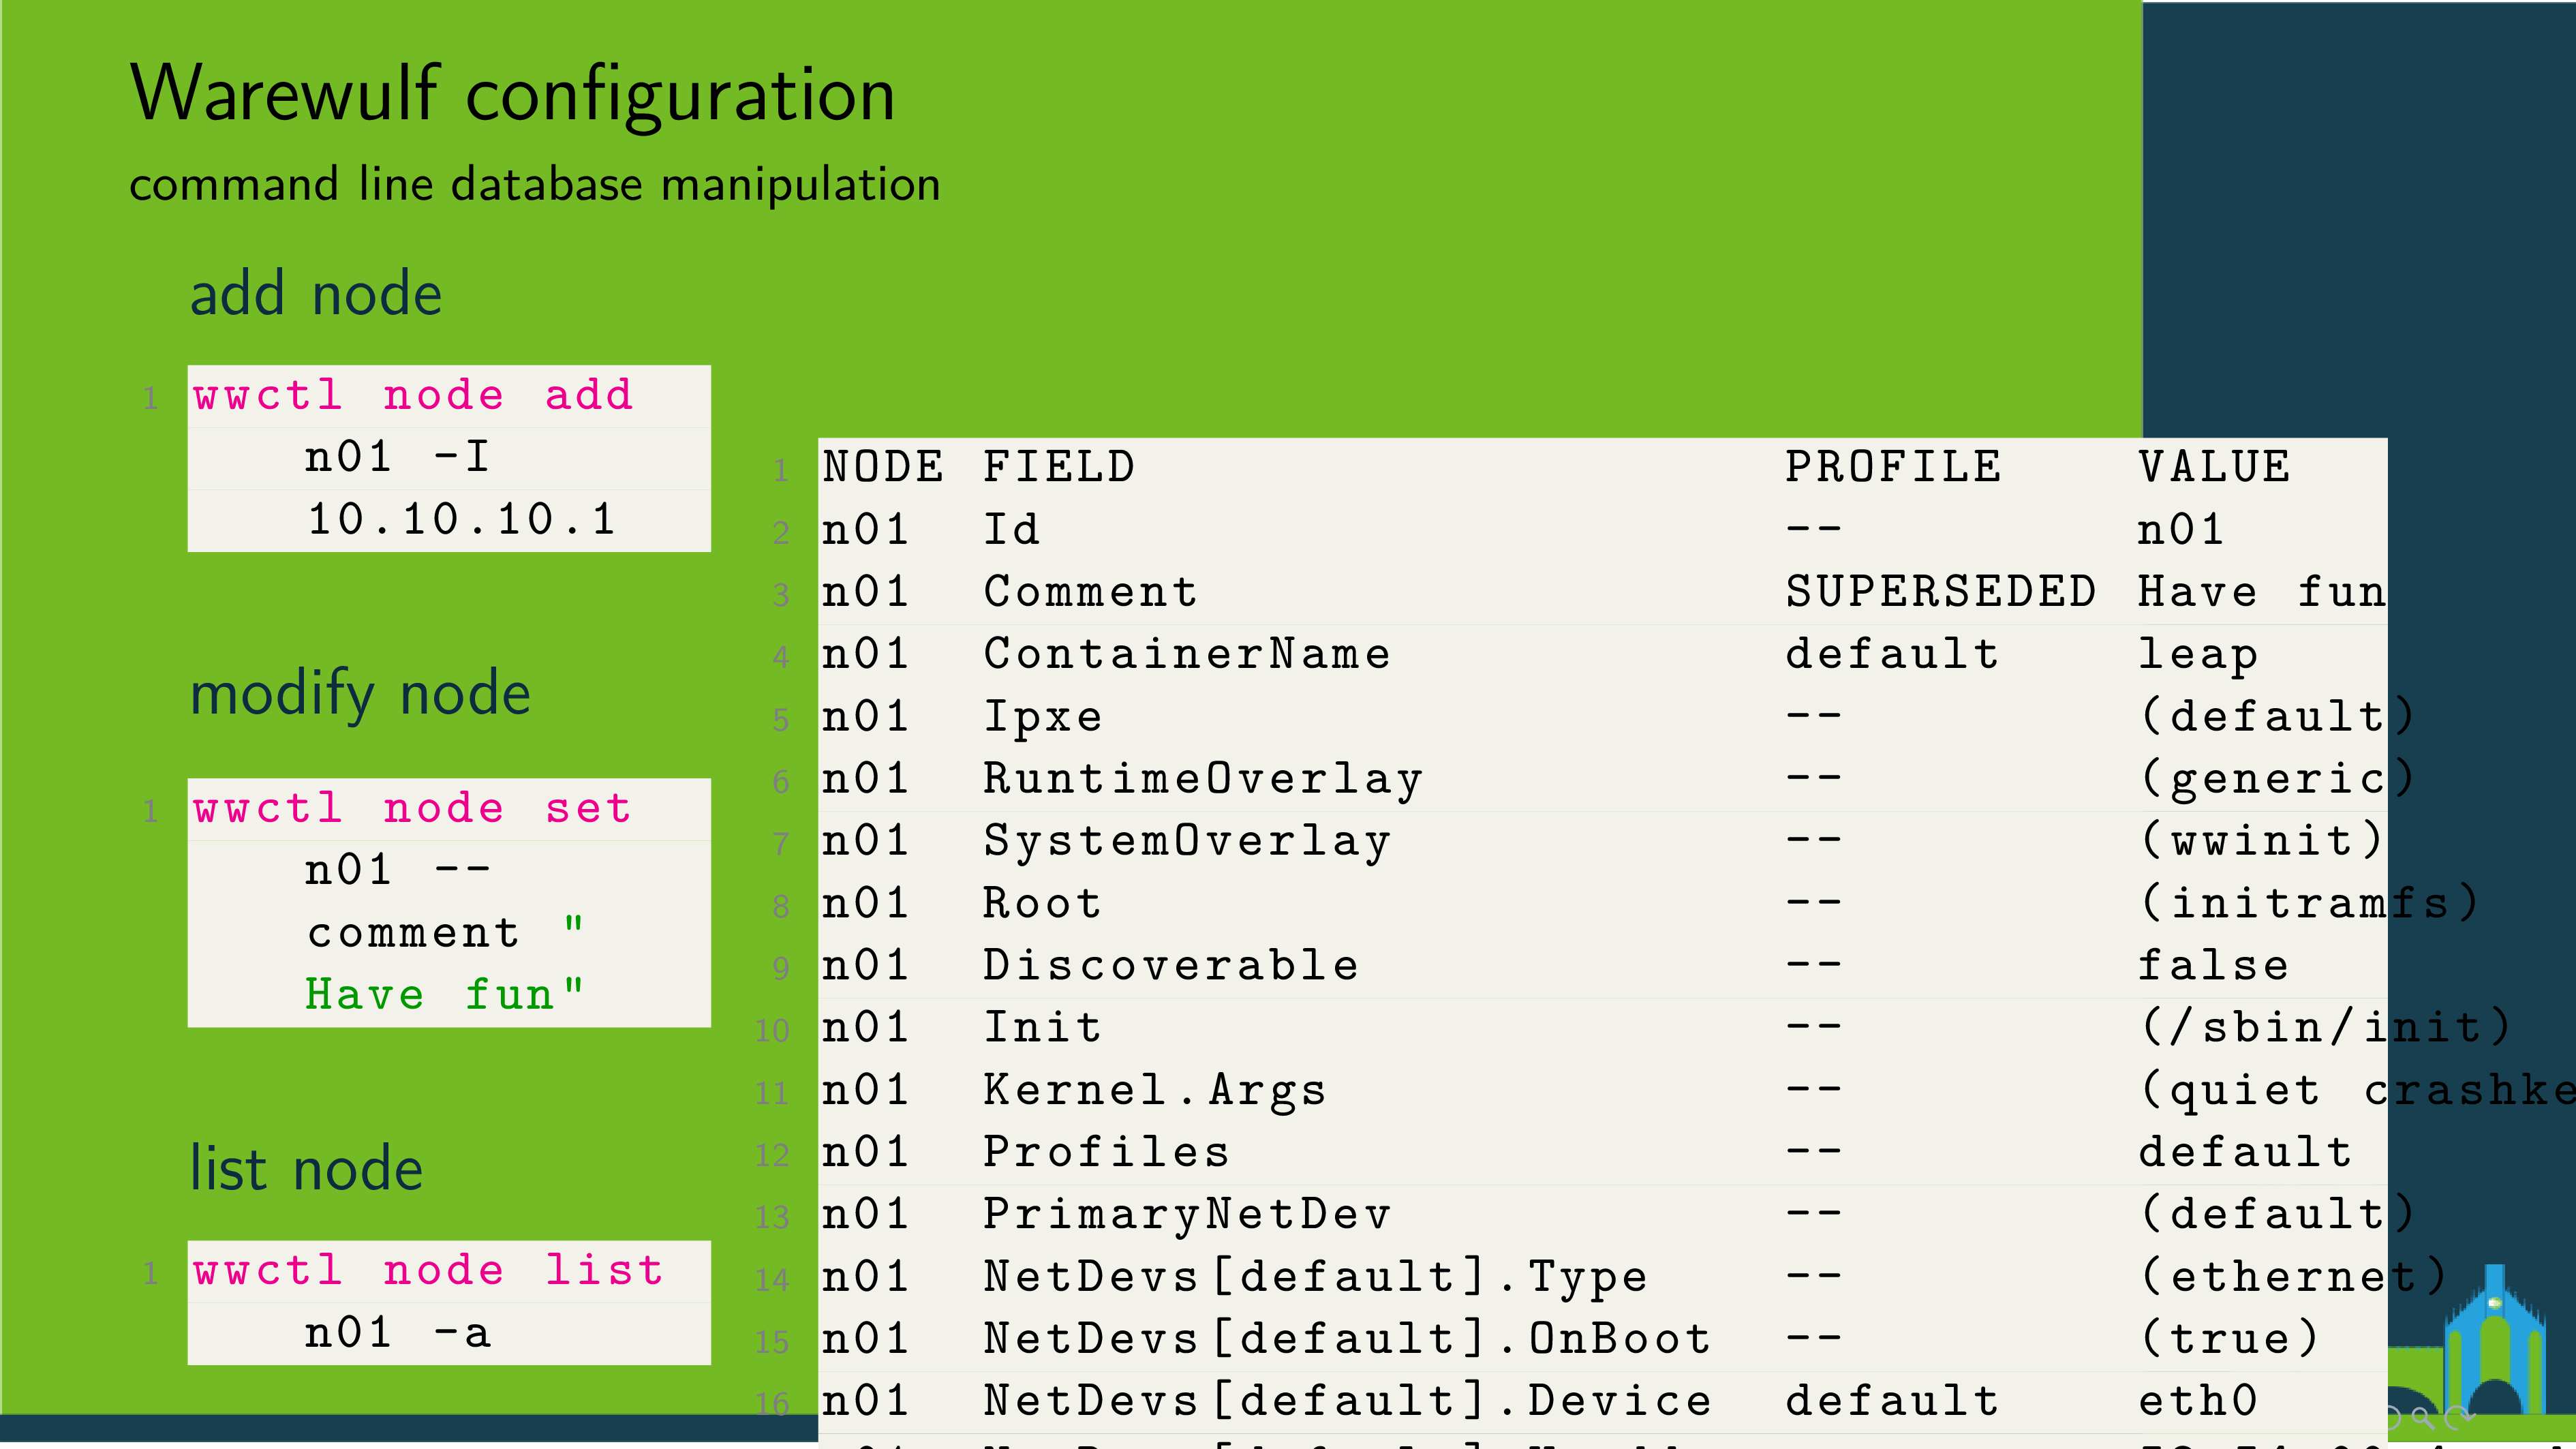 Warewulf configuration
command line database manipulation
add node
1 wwctl node add
n01 -I
10.10.10.1
modify node
1 wwctl node set
n01 --
comment "
Have fun"
list node
1 wwctl node list
n01 -a
1 NODE FIELD PROFILE VALUE
2 n01 Id -- n01
3 n01 Comment SUPERSEDED Have fun
4 n01 ContainerName default leap
5 n01 Ipxe -- (default)
6 n01 RuntimeOverlay -- (generic)
7 n01 SystemOverlay -- (wwinit)
8 n01 Root -- (initramfs)
9 n01 Discoverable -- false
10 n01 Init -- (/sbin/init)
11 n01 Kernel.Args -- (quiet crashke
12 n01 Profiles -- default
13 n01 PrimaryNetDev -- (default)
14 n01 NetDevs[default].Type -- (ethernet)
15 n01 NetDevs[default].OnBoot -- (true)
16 n01 NetDevs[default].Device default eth0